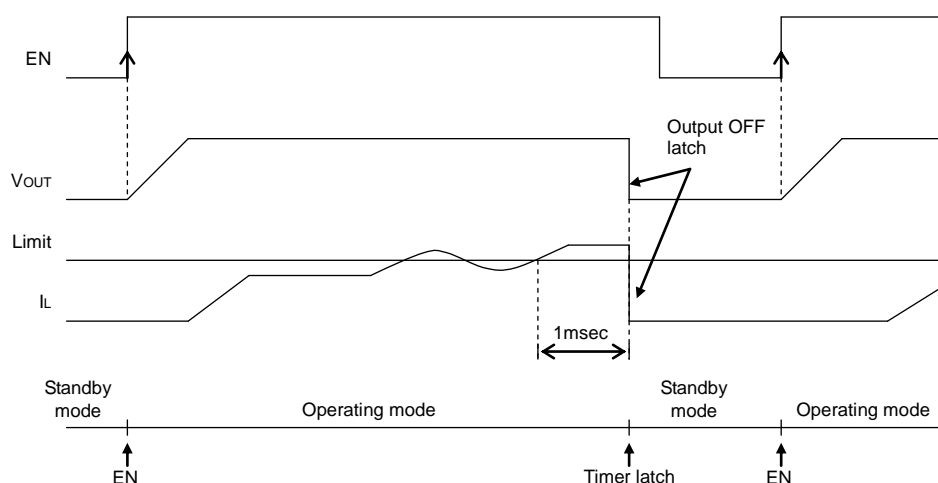 EN
Output OFF
latch
VOUT
Limit
IL
1msec
Standby
mode
Operating mode
Standby
mode
Operating mode
EN
Timer latch
EN